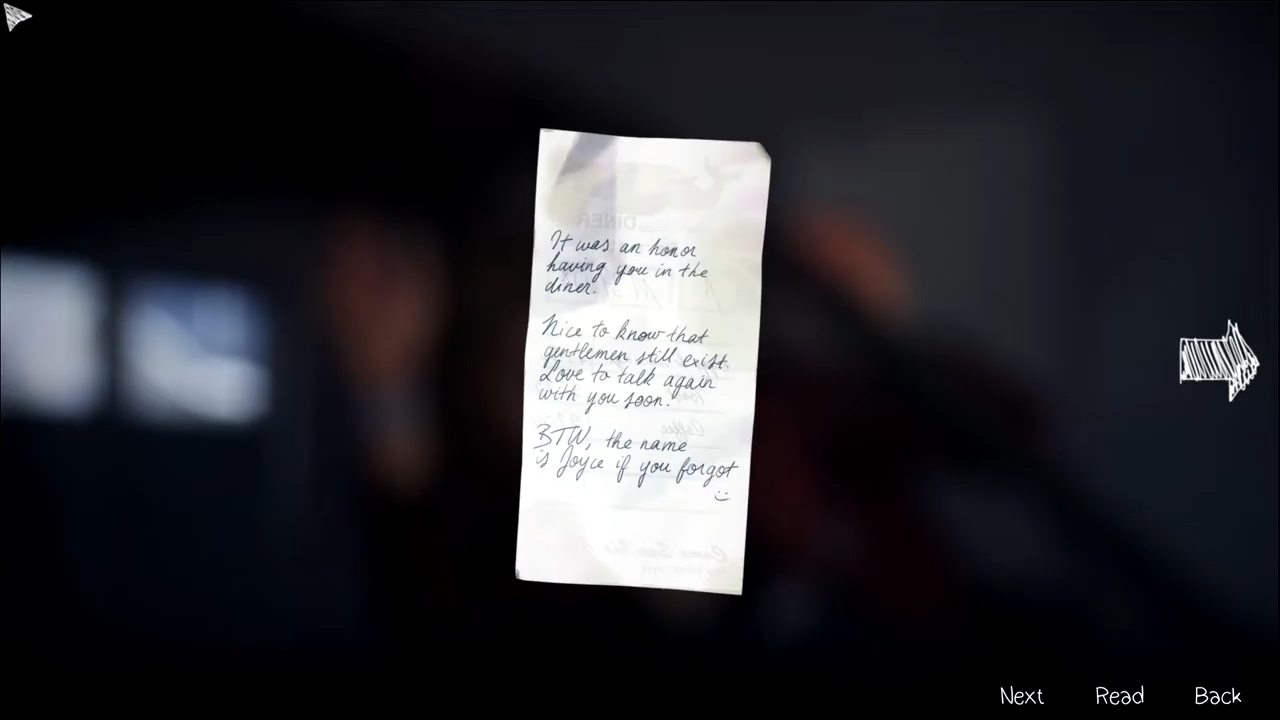 DINER
It was an honor
having you in the
diner.
Nice to know that
gentlemen still exist.
Love to talk again
with you soon.
Coffee
BTW, the name
is Joyce if you forgot
:)
Next
Read
Back